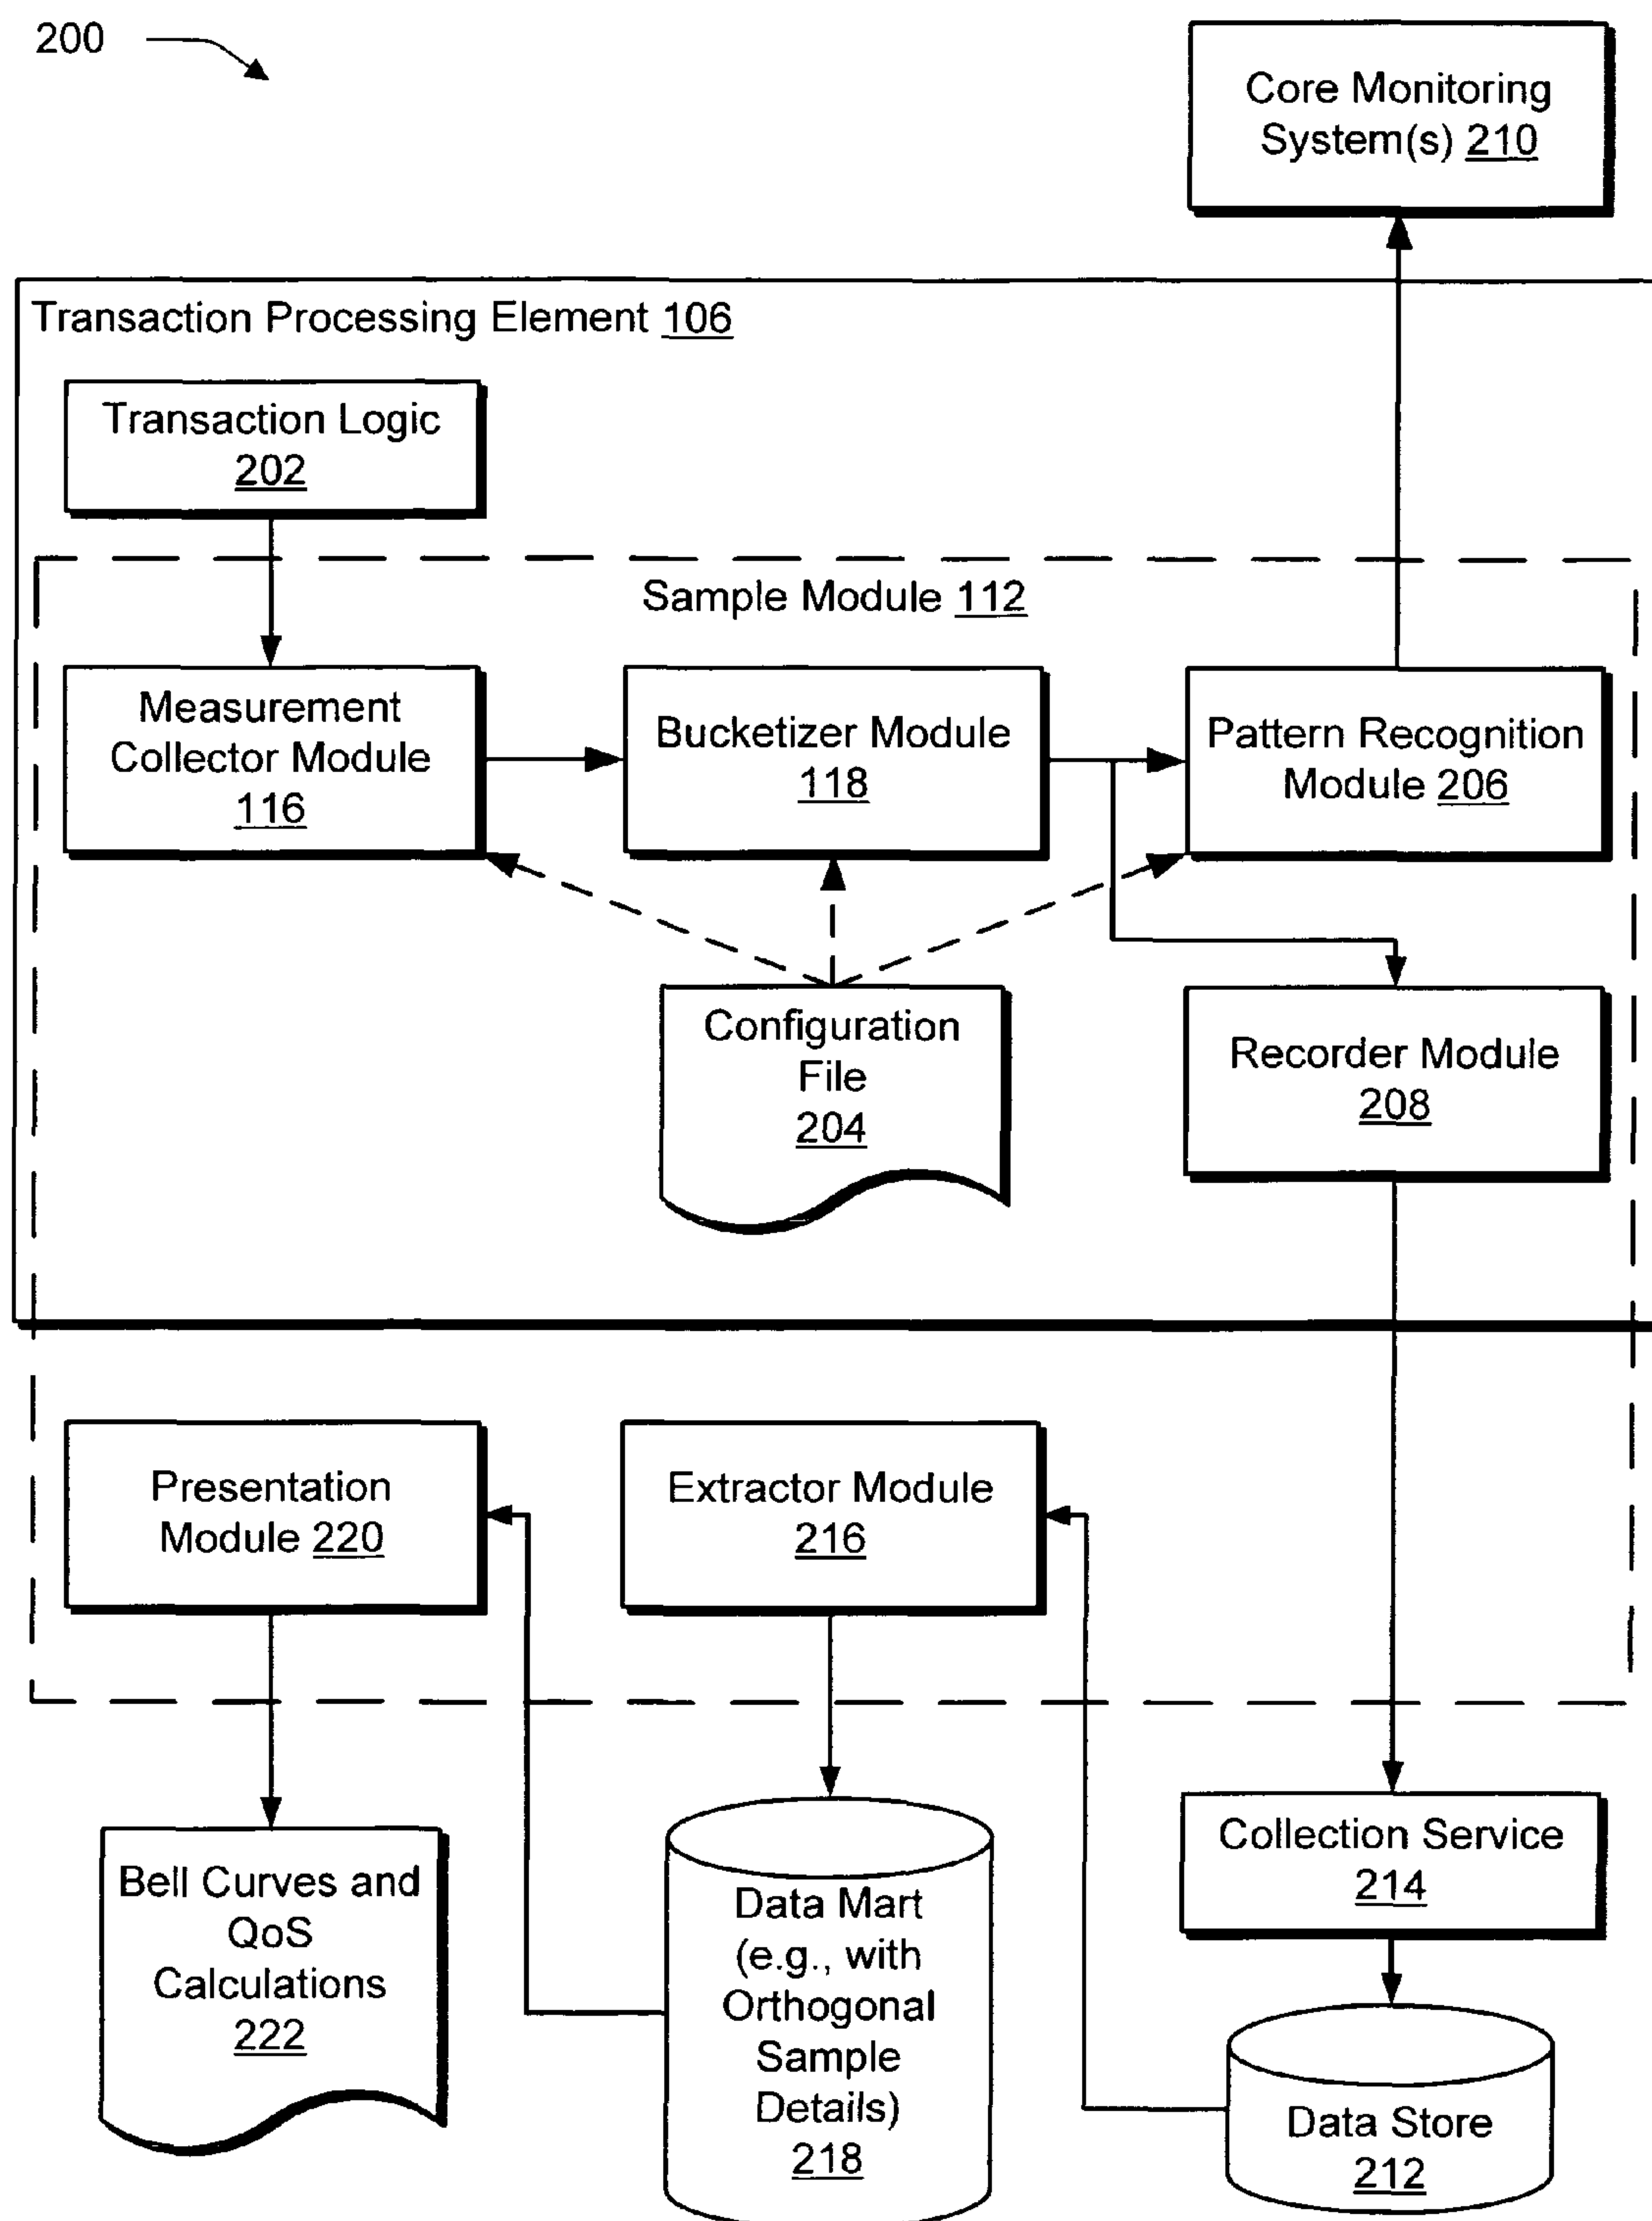 200
Core Monitoring
System(s) 210
Transaction Processing Element 106
Transaction Logic
202
Sample Module 112
Measurement
Collector Module
116
Bucketizer Module
118
Pattern Recognition
Module 206
Configuration
File
204
Recorder Module
208
Presentation
Module 220
Extractor Module
216
Bell Curves and
QoS
Calculations
222
Data Mart
(e.g., with
Orthogonal
Sample
Details)
218
Collection Service
214
Data Store
212